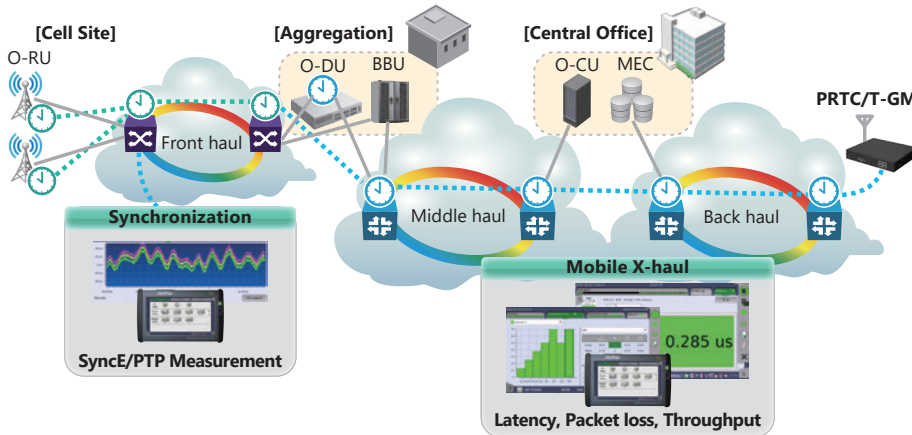 [Cell Site]
[Aggregation]
[Central Office]
O-RU
O-DU
BBU
O-CU
MEC
PRTC/T-GM
Front haul
Middle haul
Back haul
Synchronization
SyncE/PTP Measurement
Mobile X-haul
0.285 us
Latency, Packet loss, Throughput